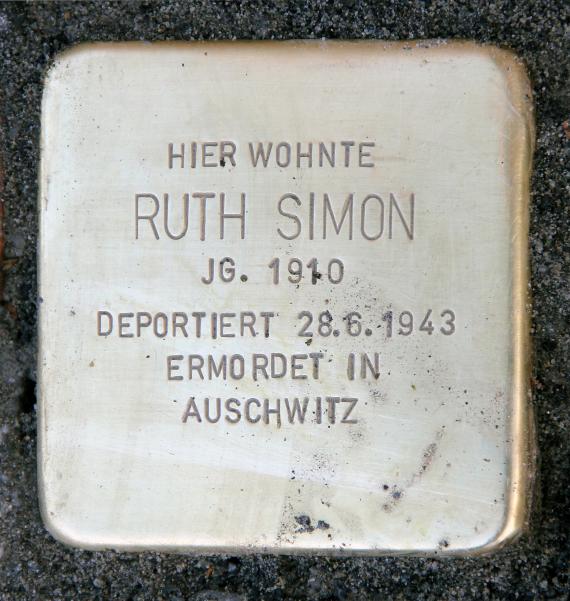 HIER WOHNTE
RUTH SIMON
JG. 1910
DEPORTIERT 28.6.1943
ERMORDET IN
AUSCHWITZ